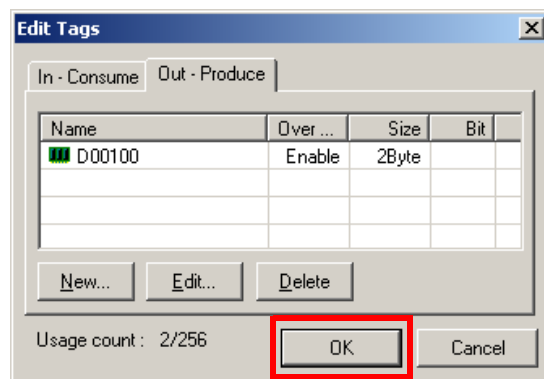 Edit Tags
In - Consume Out - Produce
Name Over ... Size Bit
D00100 Enable 2Byte
New... Edit... Delete
Usage count : 2/256 OK Cancel